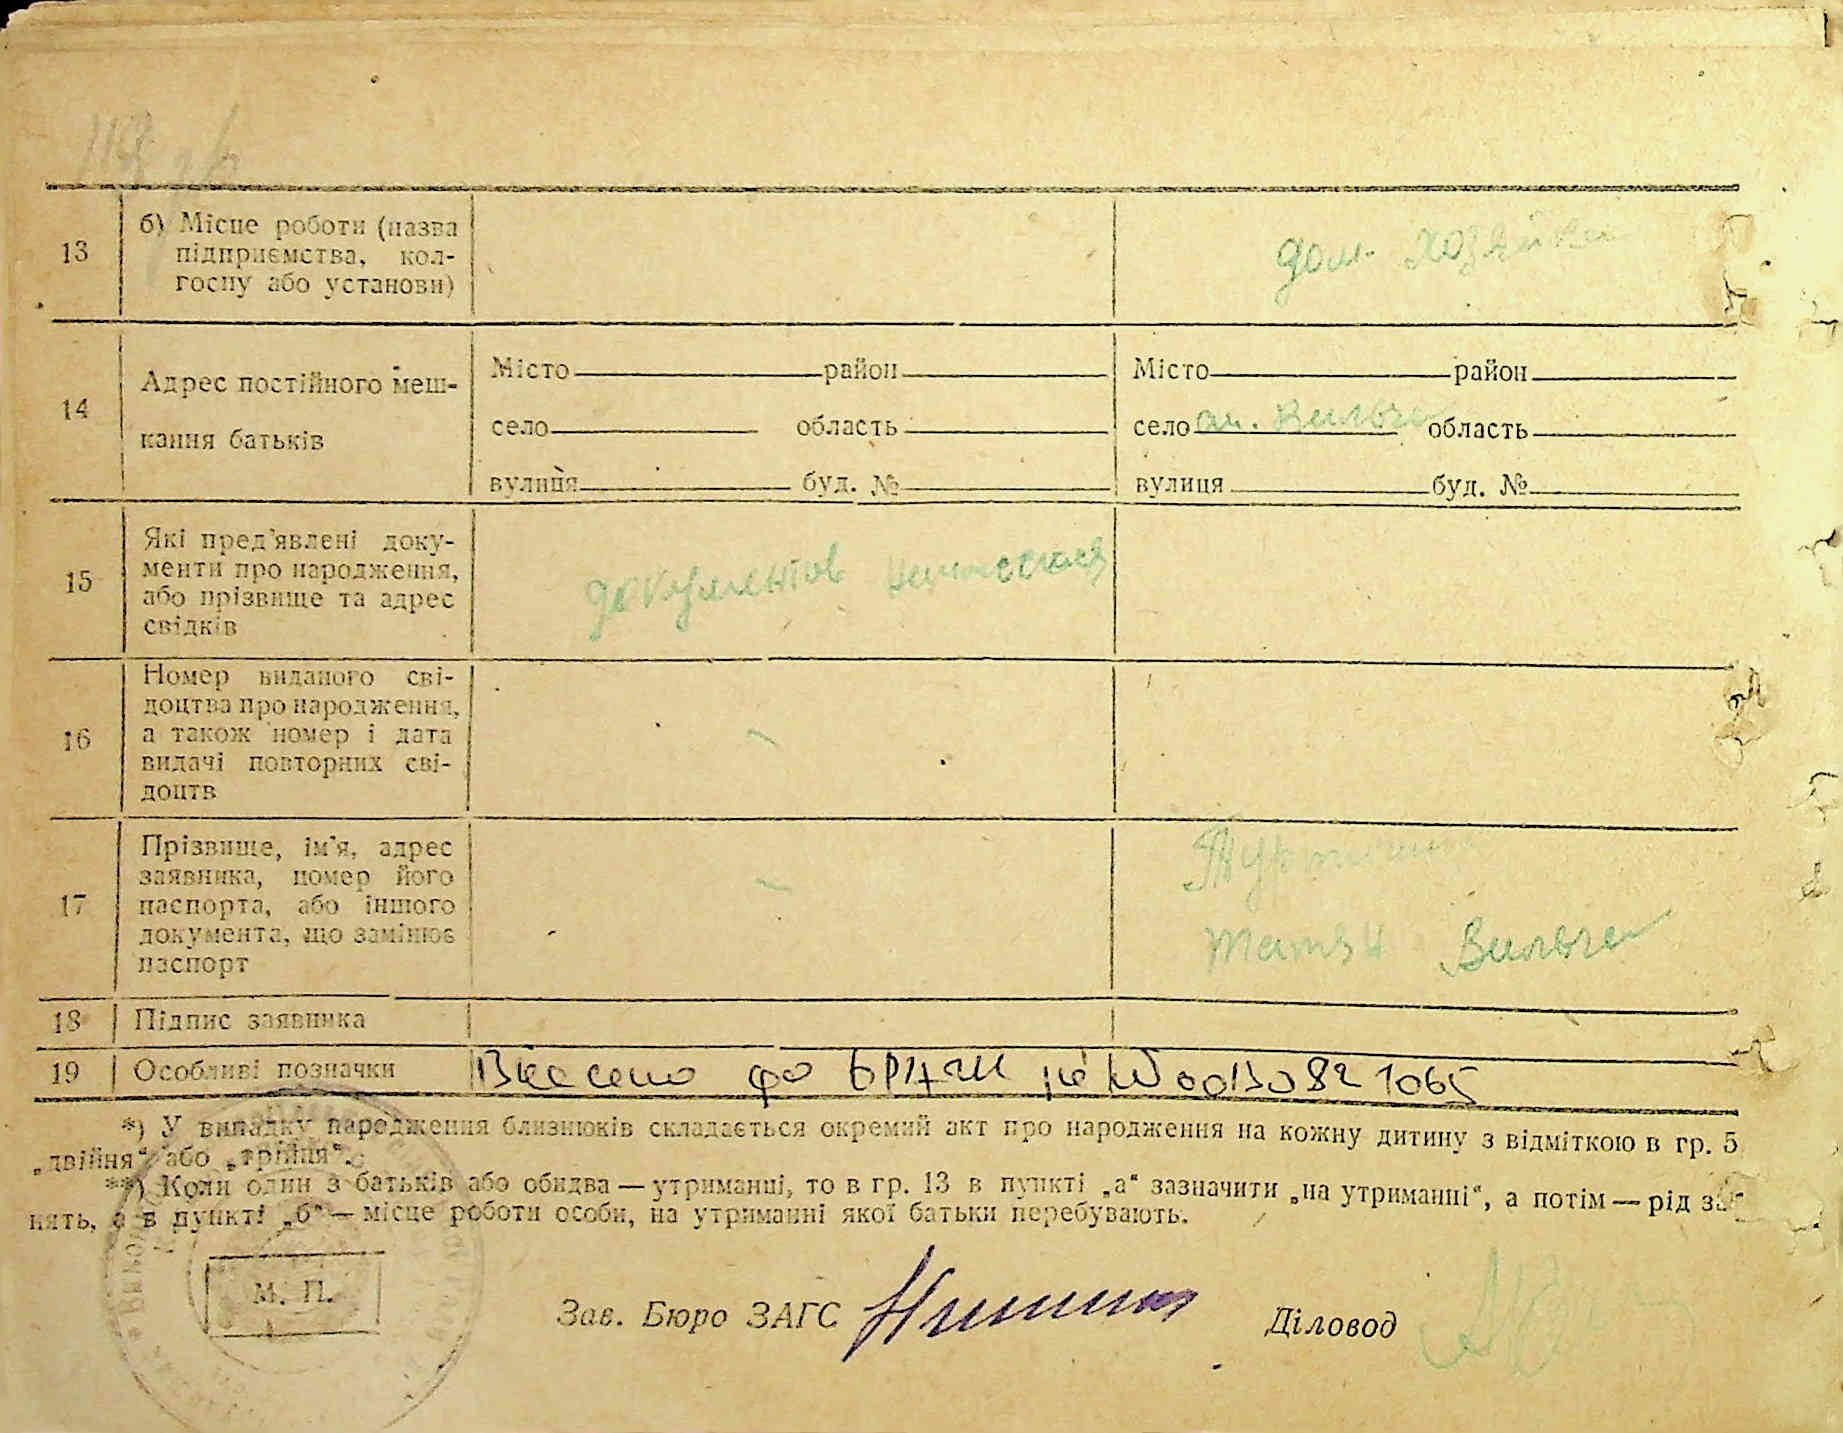 13
б) Місце роботи (назва
підприємства, кол-
госпу або установи)
дом. хозяйка
14
Адрес постійного меш-
кання батьків
Місто район
село область
вулиця буд. №
Місто район
село ст. Вильча область
вулиця буд. №
15
Які пред'явлені доку-
менти про народження,
або прізвище та адрес
свідків
документов
16
Номер виданого сві-
доцтва про народження,
а також номер і дата
видачі повторних сві-
доцтв
17
Прізвище, ім'я, адрес
заявника, номер його
паспорта, або іншого
документа, що замінює
паспорт
Вильча
18 Підпис заявника
19 Особливі позначки Внесено до 00130821065
*) У випадку народження близнюків складається окремий акт про народження на кожну дитину з відміткою в гр. 5
„двійня“ або „трійня“.
**) Коли один з батьків або обидва — утриманці, то в гр. 13 в пункті „а“ зазначити „на утриманні“, а потім — рід за-
нять, а в пункті „б“ — місце роботи особи, на утриманні якої батьки перебувають.
М. П.
Зав. Бюро ЗАГС
Діловод